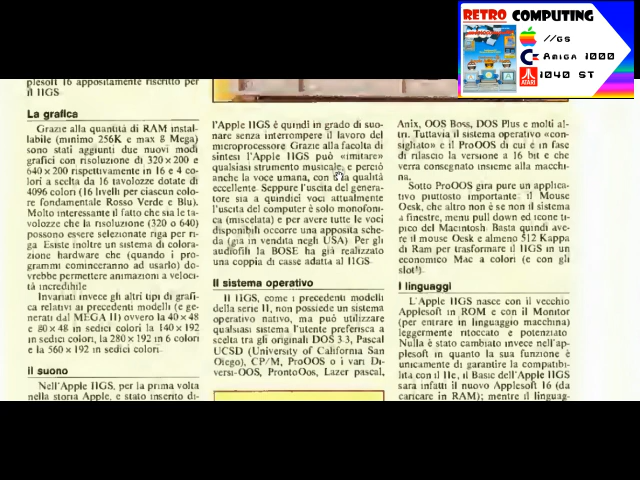 RETRO COMPUTING
//GS
Amiga 1000
1040 ST
plesoft 16 appositamente riscritto per
il IIGS
La grafica
Grazie alla quantità di RAM instal-
labile (minimo 256K e max 8 Mega)
sono stati aggiunti due nuovi modi
grafici con risoluzione di 320 x 200 e
640 x 200 rispettivamente in 16 e 4 co-
lori a scelta da 16 tavolozze dotate di
4096 colori (16 livelli per ciascun colo-
re fondamentale Rosso Verde e Blu).
Molto interessante il fatto che sia le ta-
volozze che la risoluzione (320 o 640)
possono essere selezionate riga per ri-
ga Esiste inoltre un sistema di colora-
zione hardware che (quando i pro-
grammi cominceranno ad usarlo) do-
vrebbe permettere animazioni a veloci-
tà incredibile
Invariati invece gli altri tipi di grafi-
ca relativi ai precedenti modelli (e ge-
nerati dal MEGA II) ovvero la 40 x 48
e 80 x 48 in sedici colori la 140 x 192
in sedici colori, la 280 x 192 in 6 colori
e la 560 x 192 in sedici colori.
Il suono
Nell'Apple IIGS, per la prima volta
nella storia Apple, è stato inserito di-
l'Apple IIGS è quindi in grado di suo-
nare senza interrompere il lavoro del
microprocessore Grazie alla facoltà di
sintesi l'Apple IIGS può «imitare»
qualsiasi strumento musicale, e perciò
anche la voce umana, con una qualità
eccellente. Seppure l'uscita del genera-
tore sia a quindici voci attualmente
l'uscita del computer è solo monofoni-
ca (miscelata) e per avere tutte le voci
disponibili occorre una apposita sche-
da (già in vendita negli USA) Per gli
audiofili la BOSE ha già realizzato
una coppia di casse adatta al IIGS
Il sistema operativo
Il IIGS, come i precedenti modelli
della serie II, non possiede un sistema
operativo nativo, ma può utilizzare
qualsiasi sistema l'utente preferisca a
scelta tra gli originali DOS 3.3, Pascal
UCSD (University of California San
Diego), CP/M, ProOOS o i vari Di-
versi-OOS, ProntoOos, Lazer pascal,
Anix, OOS Boss, DOS Plus e molti al-
tri. Tuttavia il sistema operativo «con-
sigliato» è il ProOOS di cui è in fase
di rilascio la versione a 16 bit e che
verrà consegnato insieme alla macchi-
na.
Sotto ProOOS gira pure un applica-
tivo piuttosto importante: il Mouse
Oesk, che altro non è se non il sistema
a finestre, menu pull down ed icone ti-
pico del Macintosh. Basta quindi ave-
re il mouse Oesk e almeno 512 Kappa
di Ram per trasformare il IIGS in un
economico Mac a colori (e con gli
slot!).
I linguaggi
L'Apple IIGS nasce con il vecchio
Applesoft in ROM e con il Monitor
(per entrare in linguaggio macchina)
leggermente ritoccato e potenziato
Nulla è stato cambiato invece nell'ap-
plesoft in quanto la sua funzione è
unicamente di garantire la compatibi-
lità con il IIe, il Basic dell'Apple IIGS
sarà infatti il nuovo Applesoft 16 (da
caricare in RAM); mentre il linguag-